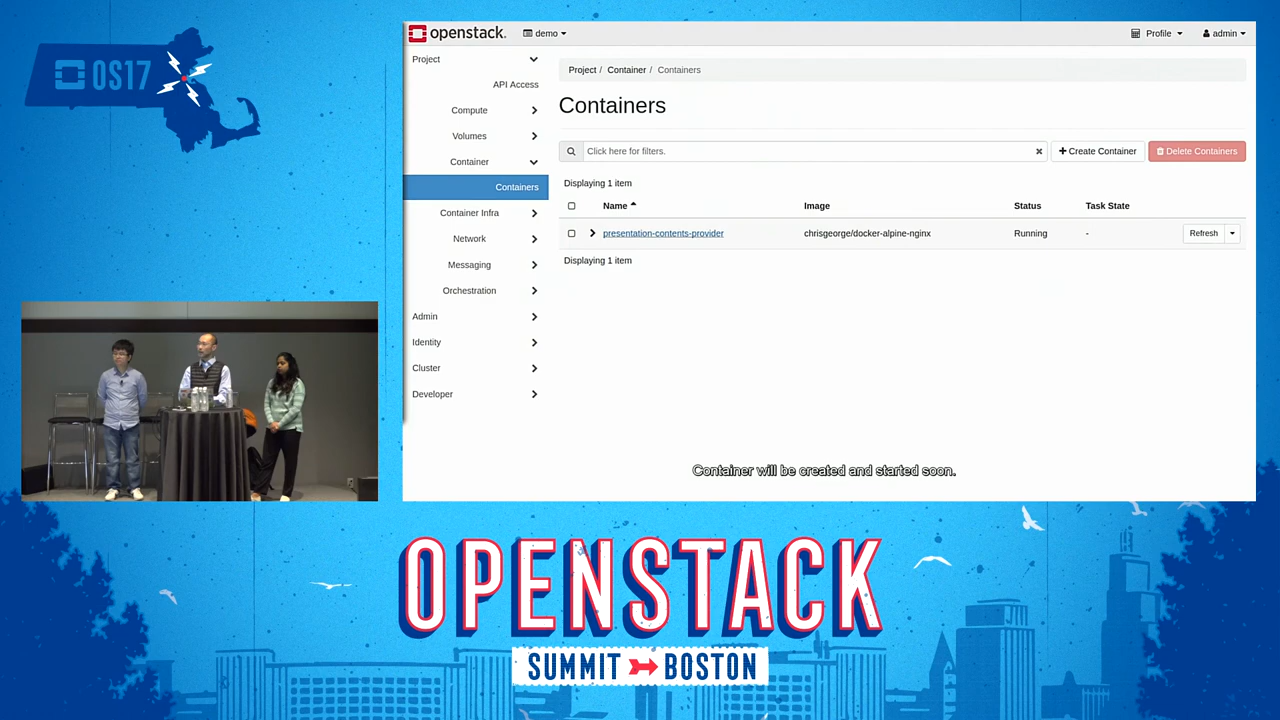 OS17
openstack.
demo
Profile
admin
Project
API Access
Compute
Volumes
Container
Containers
Container Infra
Network
Messaging
Orchestration
Admin
Identity
Cluster
Developer
Project / Container / Containers
Containers
Click here for filters.
Create Container
Delete Containers
Displaying 1 item
Name Image Status Task State
presentation-contents-provider chrisgeorge/docker-alpine-nginx Running - Refresh
Displaying 1 item
Container will be created and started soon.
OPENSTACK
SUMMIT BOSTON